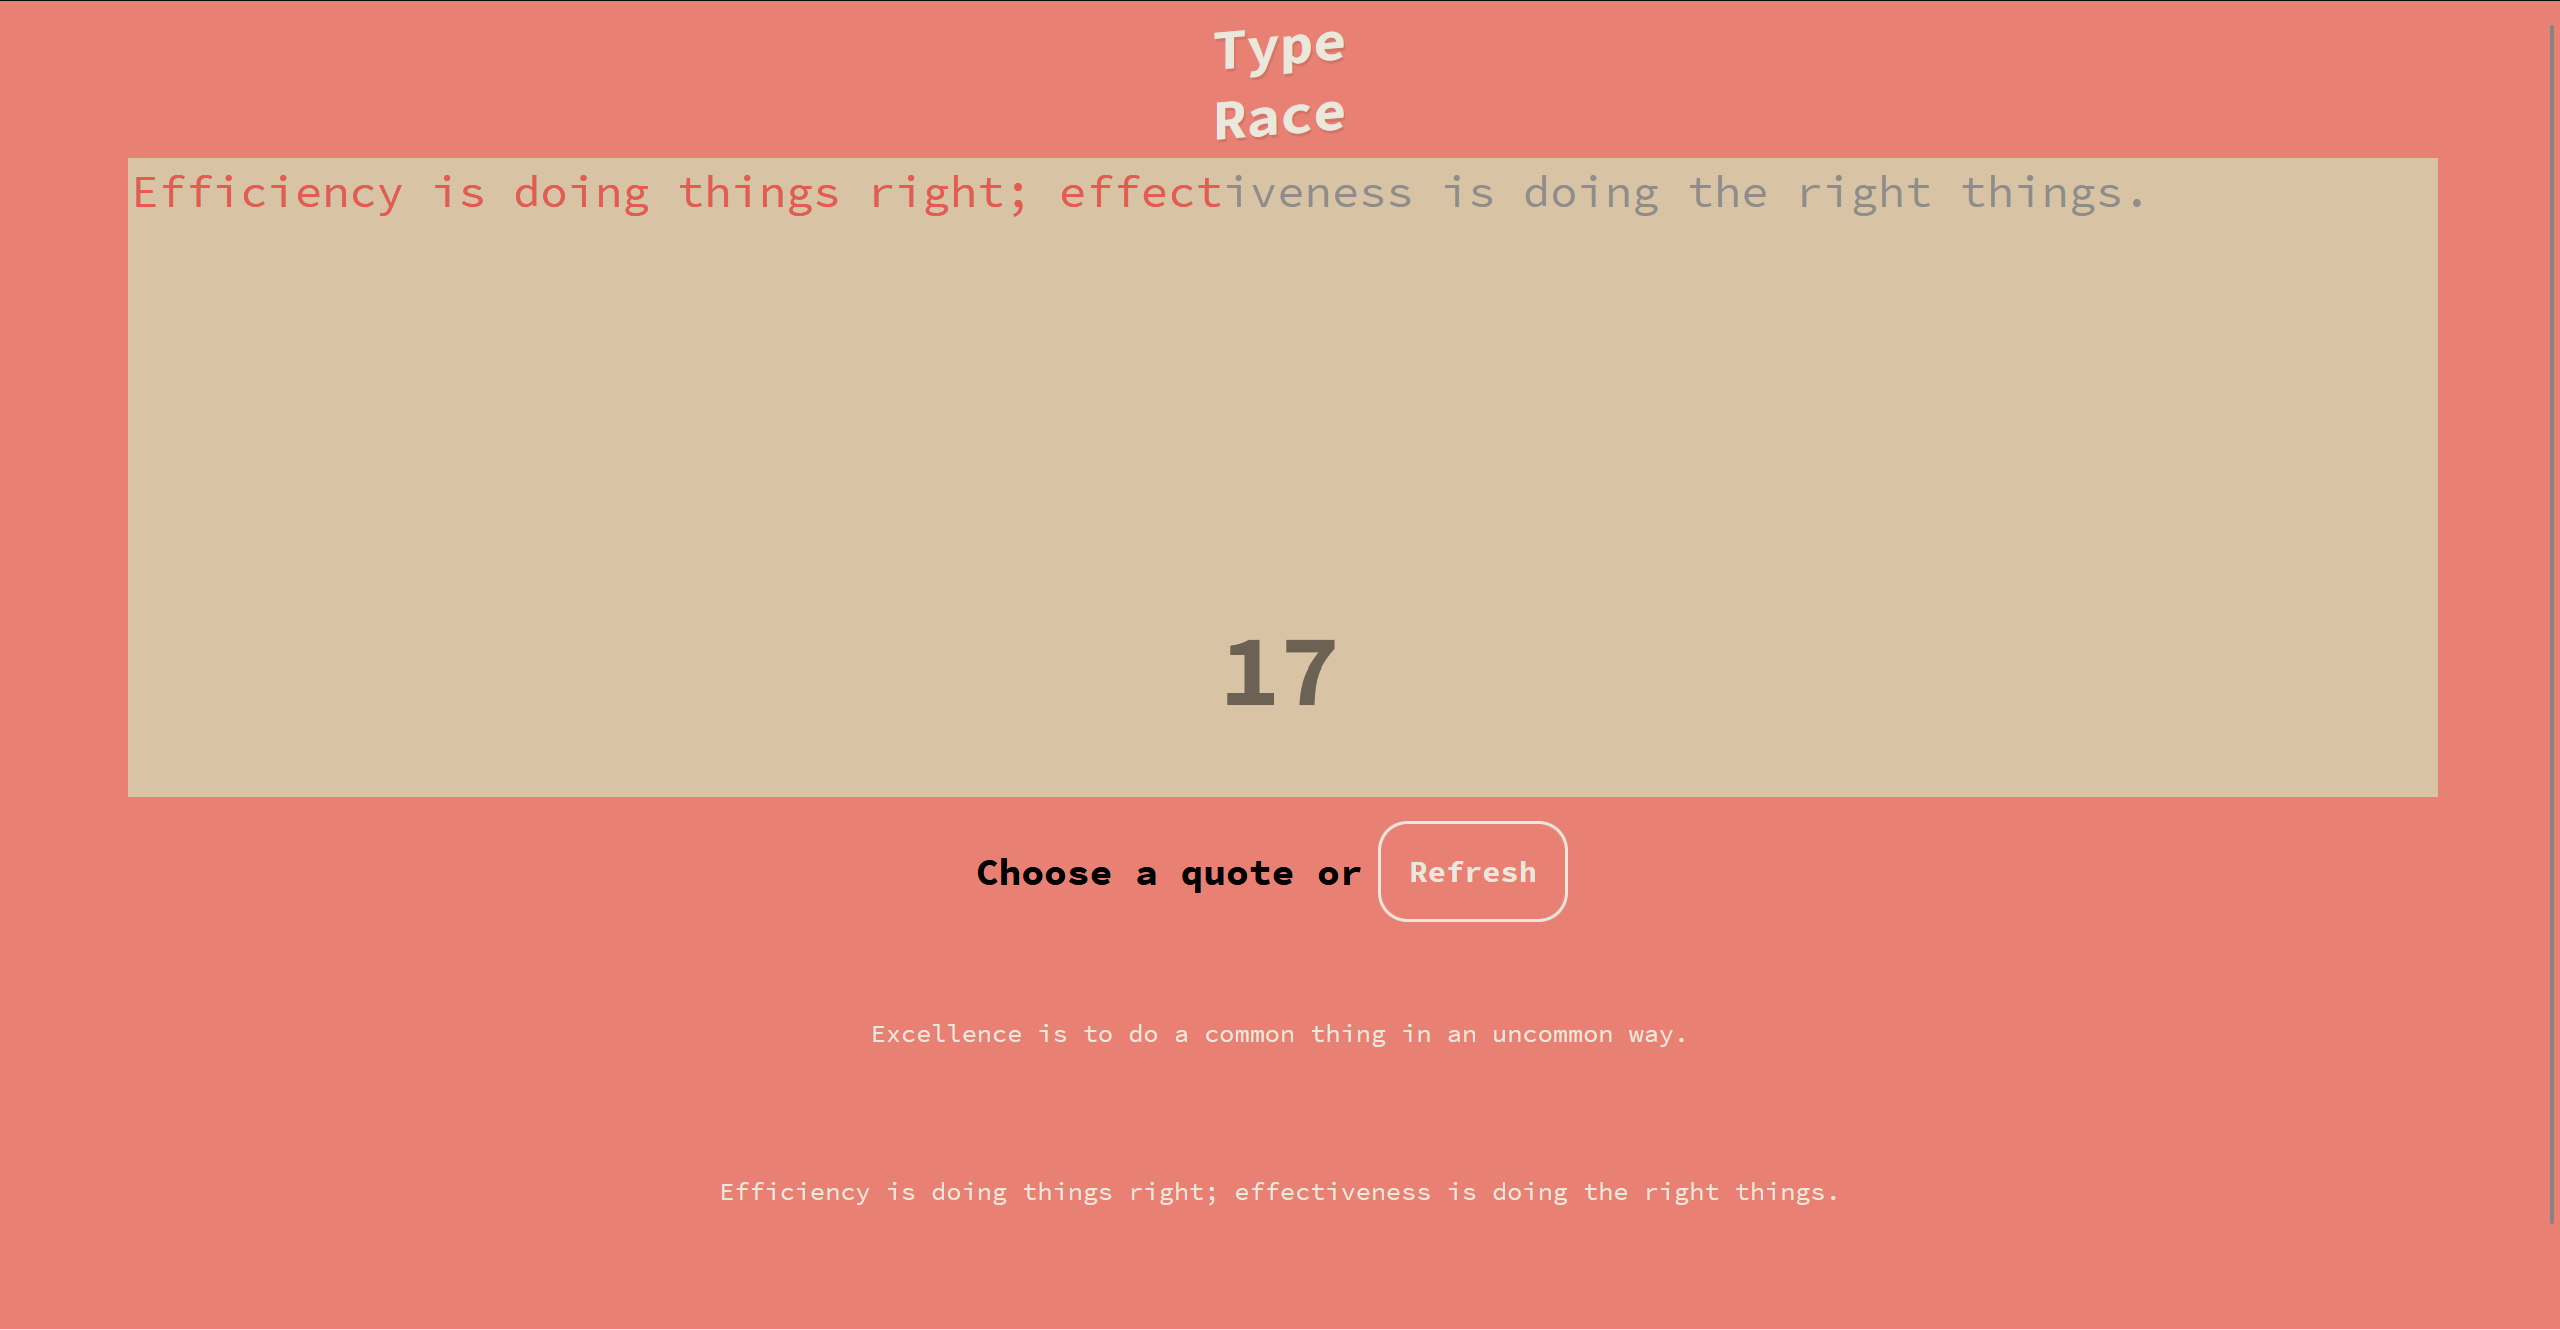 Type
Race
Efficiency is doing things right; effectiveness is doing the right things.
17
Choose a quote or Refresh
Excellence is to do a common thing in an uncommon way.
Efficiency is doing things right; effectiveness is doing the right things.